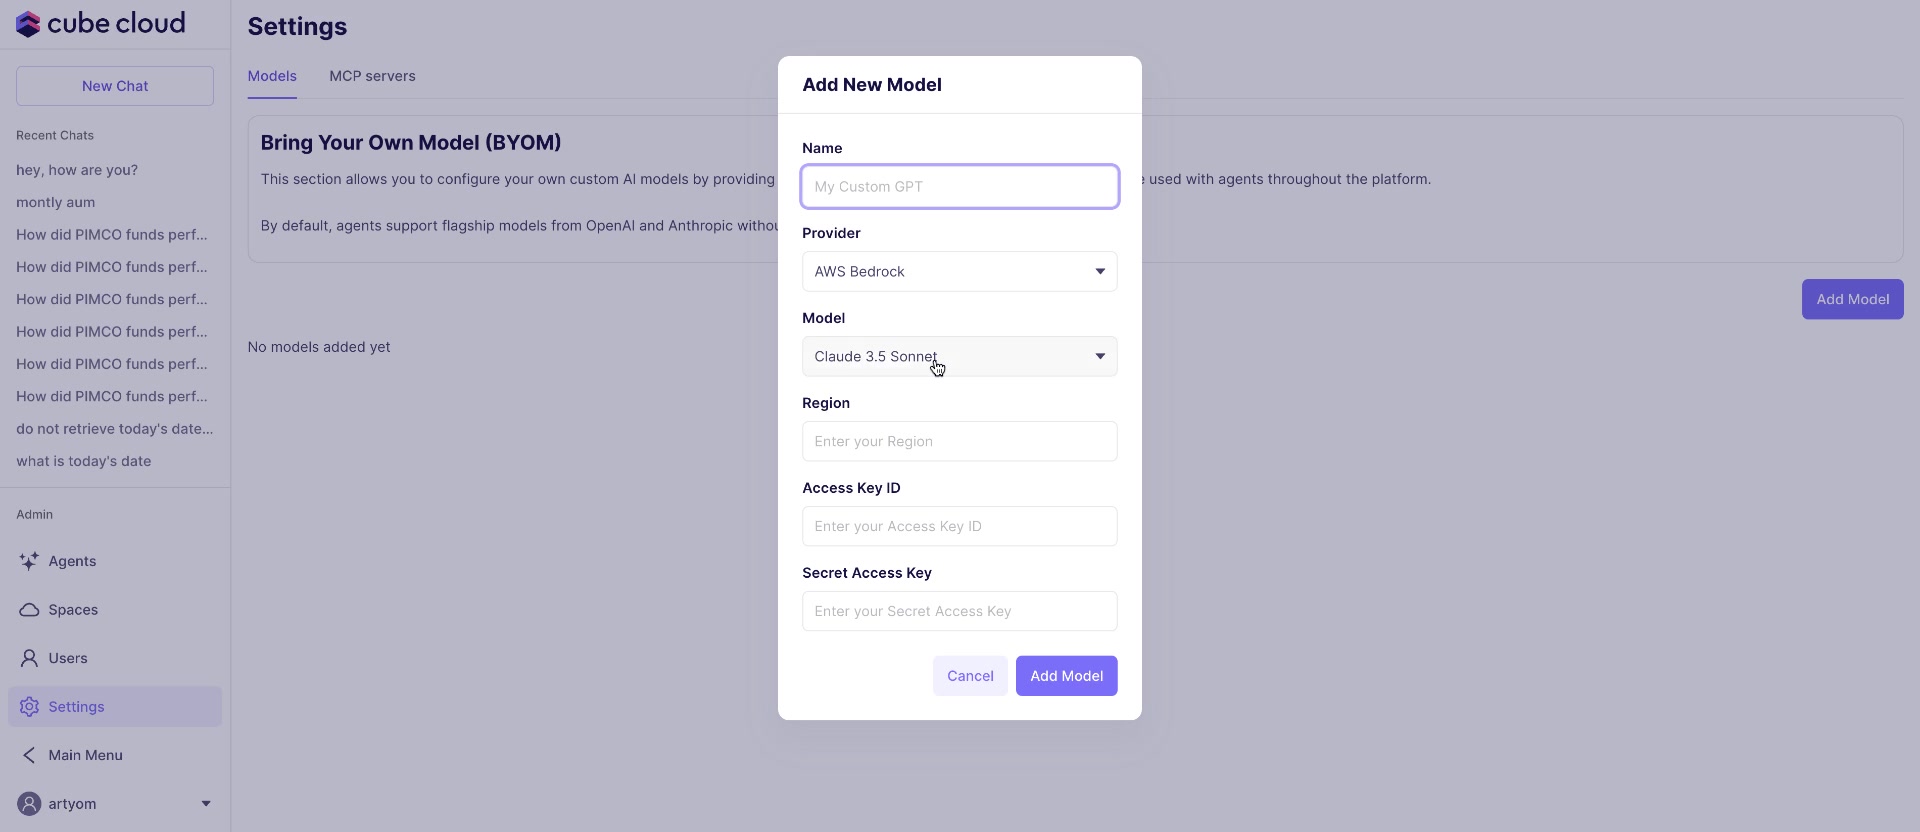 cube cloud
New Chat
Recent Chats
hey, how are you?
montly aum
How did PIMCO funds perf...
How did PIMCO funds perf...
How did PIMCO funds perf...
How did PIMCO funds perf...
How did PIMCO funds perf...
How did PIMCO funds perf...
do not retrieve today's date...
what is today's date
Admin
Agents
Spaces
Users
Settings
Main Menu
artyom
Settings
Models
MCP servers
Bring Your Own Model (BYOM)
This section allows you to configure your own custom AI models by providing
used with agents throughout the platform.
By default, agents support flagship models from OpenAI and Anthropic
Add Model
No models added yet
Add New Model
Name
My Custom GPT
Provider
AWS Bedrock
Model
Claude 3.5 Sonnet
Region
Enter your Region
Access Key ID
Enter your Access Key ID
Secret Access Key
Enter your Secret Access Key
Cancel
Add Model